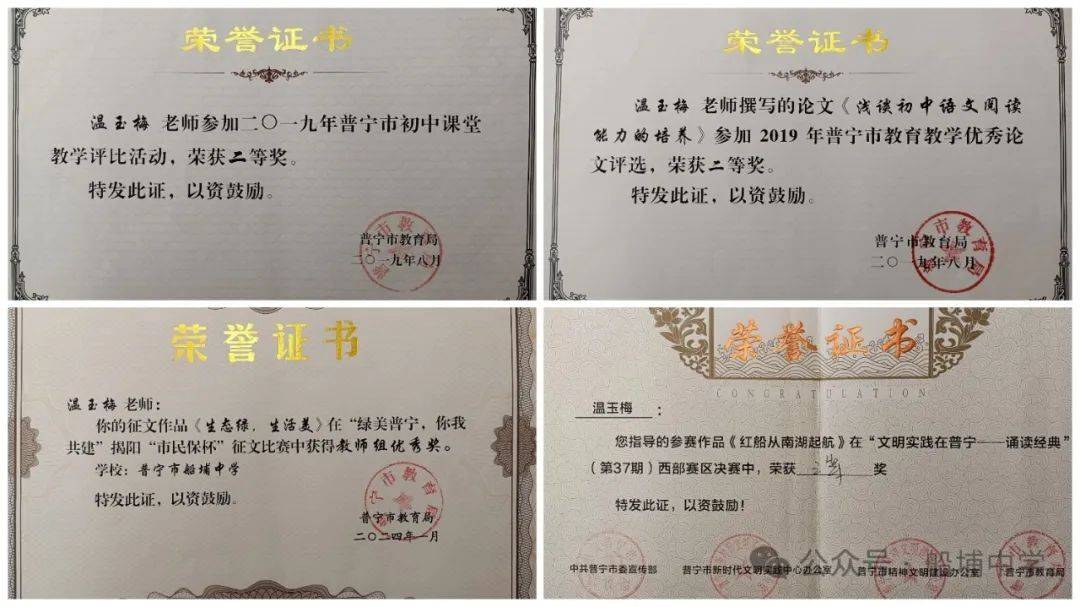 荣誉证书
温玉梅 老师参加二〇一九年普宁市初中课堂
教学评比活动，荣获二等奖。
特发此证，以资鼓励。
普宁市教育局
二〇一九年八月
荣誉证书
温玉梅 老师撰写的论文《浅谈初中语文阅读
能力的培养》参加 2019 年普宁市教育教学优秀论
文评选，荣获二等奖。
特发此证，以资鼓励。
普宁市教育局
二〇一九年八月
荣誉证书
温玉梅 老师：
你的征文作品《生态绿，生活美》在“绿美普宁，你我
共建”揭阳“市民保杯”征文比赛中获得教师组优秀奖。
学校：普宁市船埔中学
特发此证，以资鼓励。
普宁市教育局
二〇二四年一月
荣誉证书
CONGRATULATION
温玉梅：
您指导的参赛作品《红船从南湖起航》在“文明实践在普宁——诵读经典”
（第37期）西部赛区决赛中，荣获 二等 奖
特发此证，以资鼓励！
中共普宁市委宣传部 普宁市新时代文明实践中心办公室 普宁市精神文明建设办公室 普宁市教育局
公众号·船埔中学